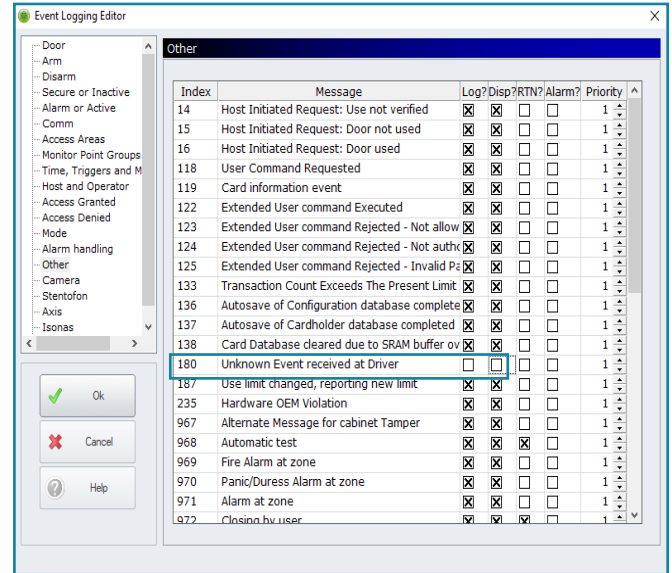 Event Logging Editor
X
Door
Arm
Disarm
Secure or Inactive
Alarm or Active
Comm
Access Areas
Monitor Point Groups
Time, Triggers and M
Host and Operator
Access Granted
Access Denied
Mode
Alarm handling
Other
Camera
Stentofon
Axis
Isonas
Ok
Cancel
Help
Other
Index Message Log? Disp? RTN? Alarm? Priority
14 Host Initiated Request: Use not verified 1
15 Host Initiated Request: Door not used 1
16 Host Initiated Request: Door used 1
118 User Command Requested 1
119 Card information event 1
122 Extended User command Executed 1
123 Extended User command Rejected - Not allow 1
124 Extended User command Rejected - Not autho 1
125 Extended User command Rejected - Invalid Pa 1
133 Transaction Count Exceeds The Present Limit 1
136 Autosave of Configuration database complete 1
137 Autosave of Cardholder database completed 1
138 Card Database cleared due to SRAM buffer ov 1
180 Unknown Event received at Driver 1
187 Use limit changed, reporting new limit 1
235 Hardware OEM Violation 1
967 Alternate Message for cabinet Tamper 1
968 Automatic test 1
969 Fire Alarm at zone 1
970 Panic/Duress Alarm at zone 1
971 Alarm at zone 1
972 Closing by user 1